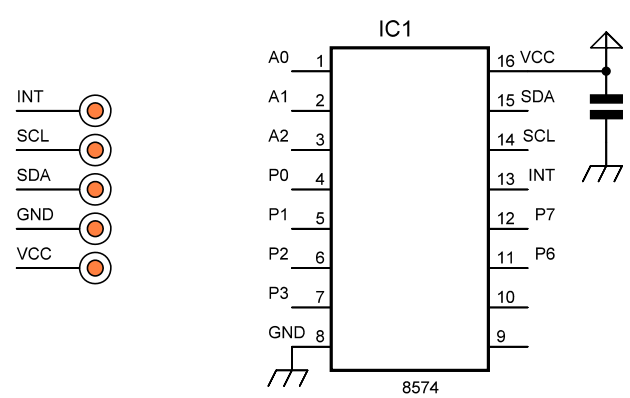 IC1
INT
SCL
SDA
GND
VCC
A0 1
A1 2
A2 3
P0 4
P1 5
P2 6
P3 7
GND 8
16 VCC
15 SDA
14 SCL
13 INT
12 P7
11 P6
10
9
8574